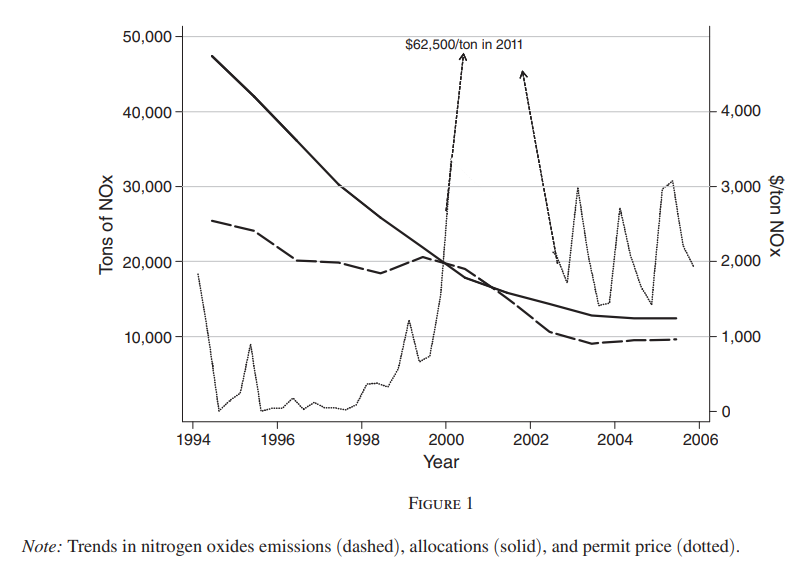 $62,500/ton in 2011
50,000
40,000
30,000
20,000
10,000
Tons of NOx
4,000
3,000
2,000
1,000
0
$/ton NOx
1994 1996 1998 2000 2002 2004 2006
Year
FIGURE 1
Note: Trends in nitrogen oxides emissions (dashed), allocations (solid), and permit price (dotted).